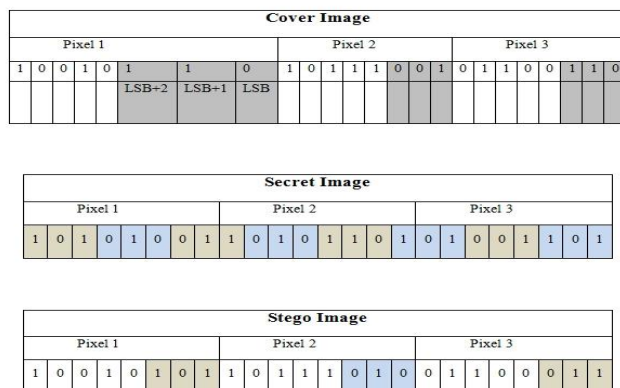 Cover Image
Pixel 1 Pixel 2 Pixel 3
1 0 0 1 0 1 1 0 1 0 1 1 1 0 0 1 0 1 1 0 0 1 1 0
LSB+2 LSB+1 LSB
Secret Image
Pixel 1 Pixel 2 Pixel 3
1 0 1 0 1 0 0 1 1 0 1 0 1 1 0 1 0 1 0 0 1 1 0 1
Stego Image
Pixel 1 Pixel 2 Pixel 3
1 0 0 1 0 1 0 1 1 0 1 1 1 0 1 0 0 1 1 0 0 0 1 1